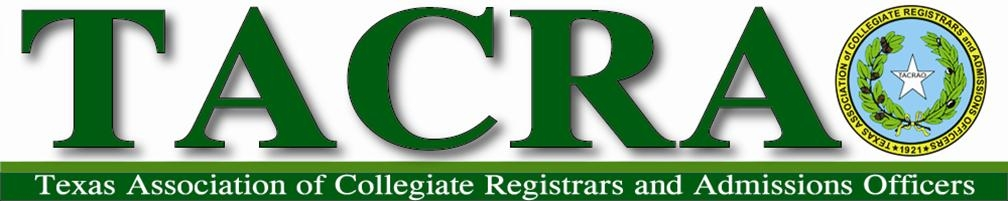 TACRA
TEXAS ASSOCIATION of COLLEGIATE REGISTRARS and ADMISSIONS OFFICERS
TACRAO
★1921★
Texas Association of Collegiate Registrars and Admissions Officers